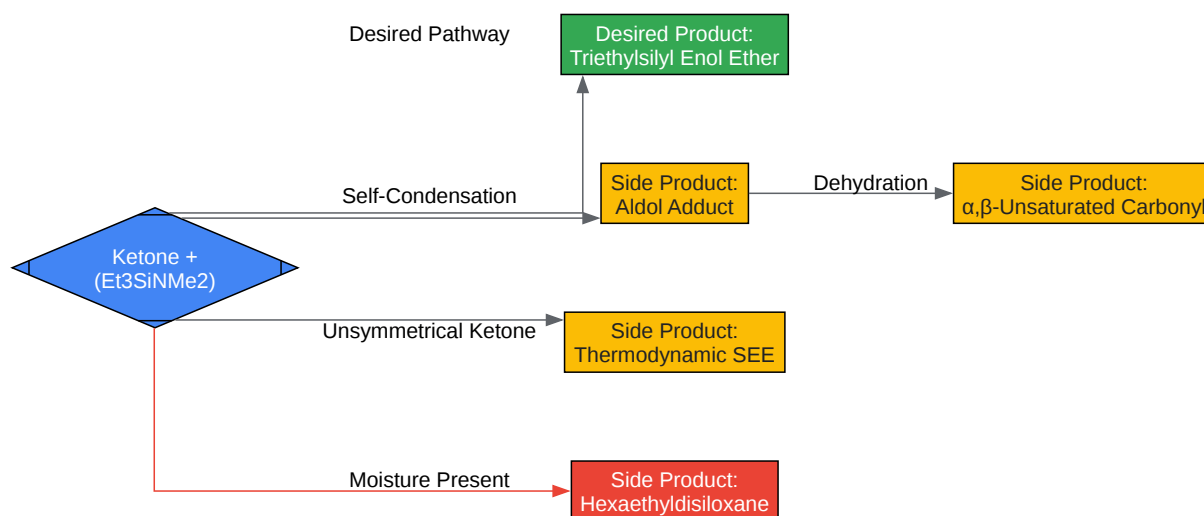 Desired Pathway
Desired Product:
Triethylsilyl Enol Ether
Self-Condensation
Side Product:
Aldol Adduct
Dehydration
Side Product:
α,β-Unsaturated Carbonyl
Ketone +
(Et3SiNMe2)
Unsymmetrical Ketone
Side Product:
Thermodynamic SEE
Moisture Present
Side Product:
Hexaethyldisiloxane